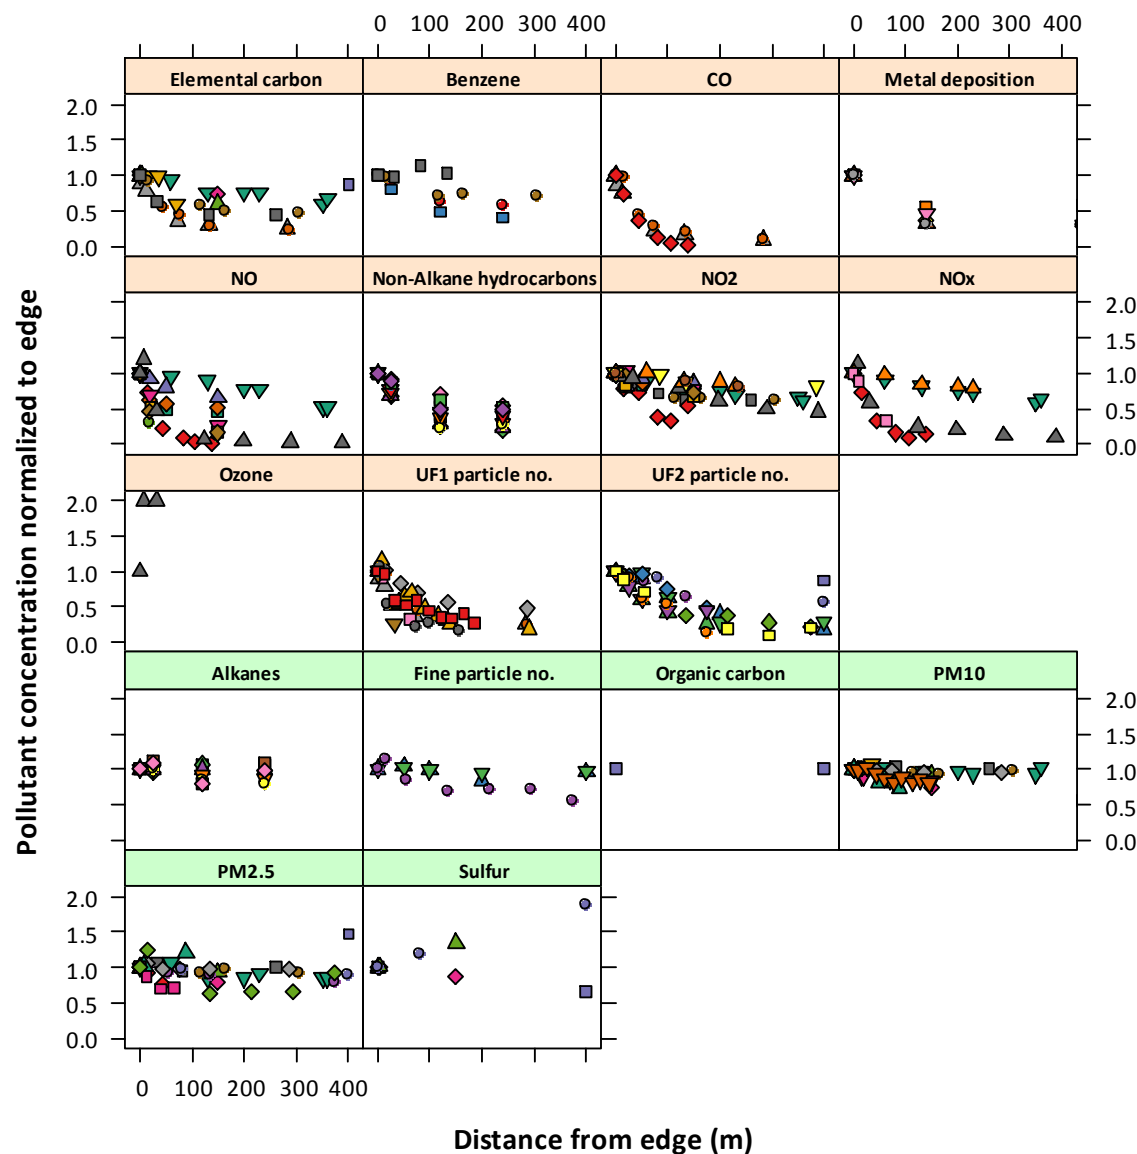 0 100 200 300 400 0 100 200 300 400
Elemental carbon Benzene CO Metal deposition
2.0
1.5
1.0
0.5
0.0
NO Non-Alkane hydrocarbons NO2 NOx
2.0
1.5
1.0
0.5
0.0
Ozone UF1 particle no. UF2 particle no.
2.0
1.5
1.0
0.5
0.0
Alkanes Fine particle no. Organic carbon PM10
2.0
1.5
1.0
0.5
0.0
PM2.5 Sulfur
2.0
1.5
1.0
0.5
0.0
0 100 200 300 400
Pollutant concentration normalized to edge
Distance from edge (m)